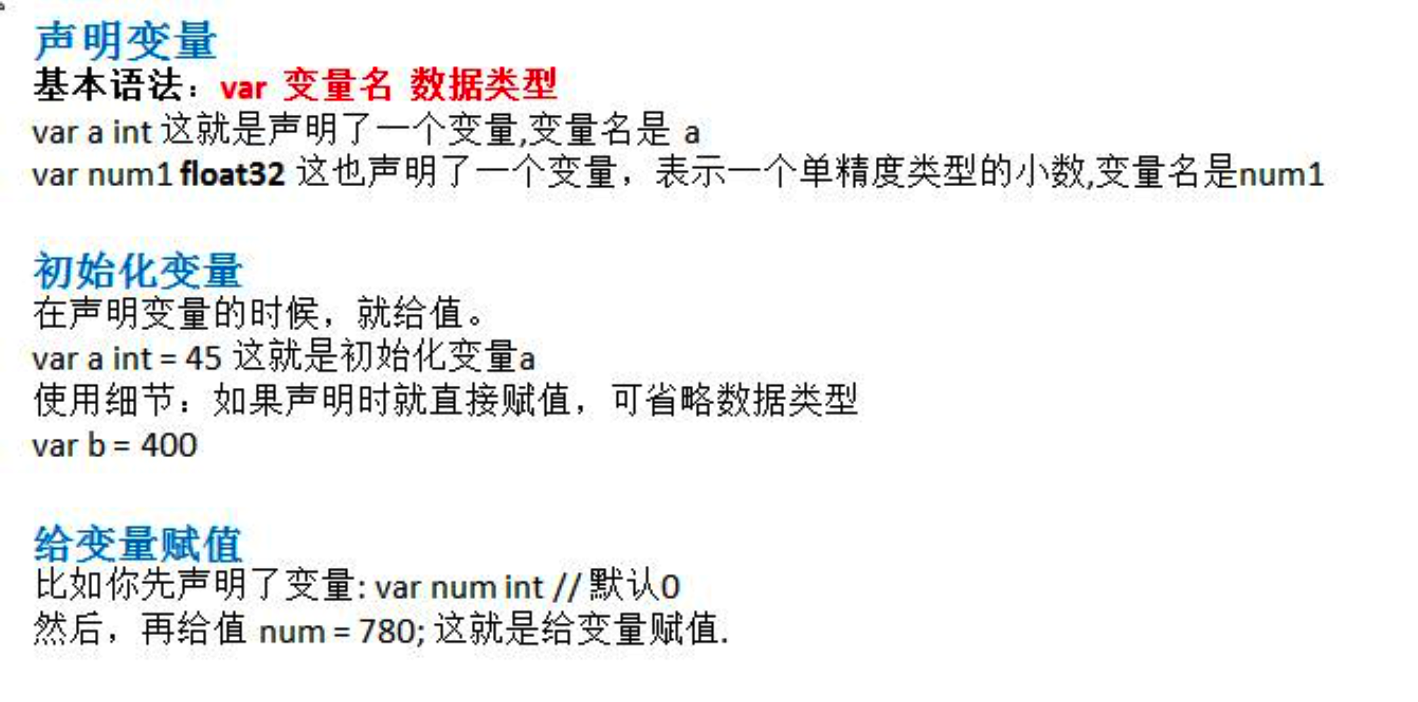 声明变量
基本语法：var 变量名 数据类型
var a int 这就是声明了一个变量,变量名是 a
var num1 float32 这也声明了一个变量，表示一个单精度类型的小数,变量名是num1
初始化变量
在声明变量的时候，就给值。
var a int = 45 这就是初始化变量a
使用细节：如果声明时就直接赋值，可省略数据类型
var b = 400
给变量赋值
比如你先声明了变量: var num int // 默认0
然后，再给值 num = 780; 这就是给变量赋值.